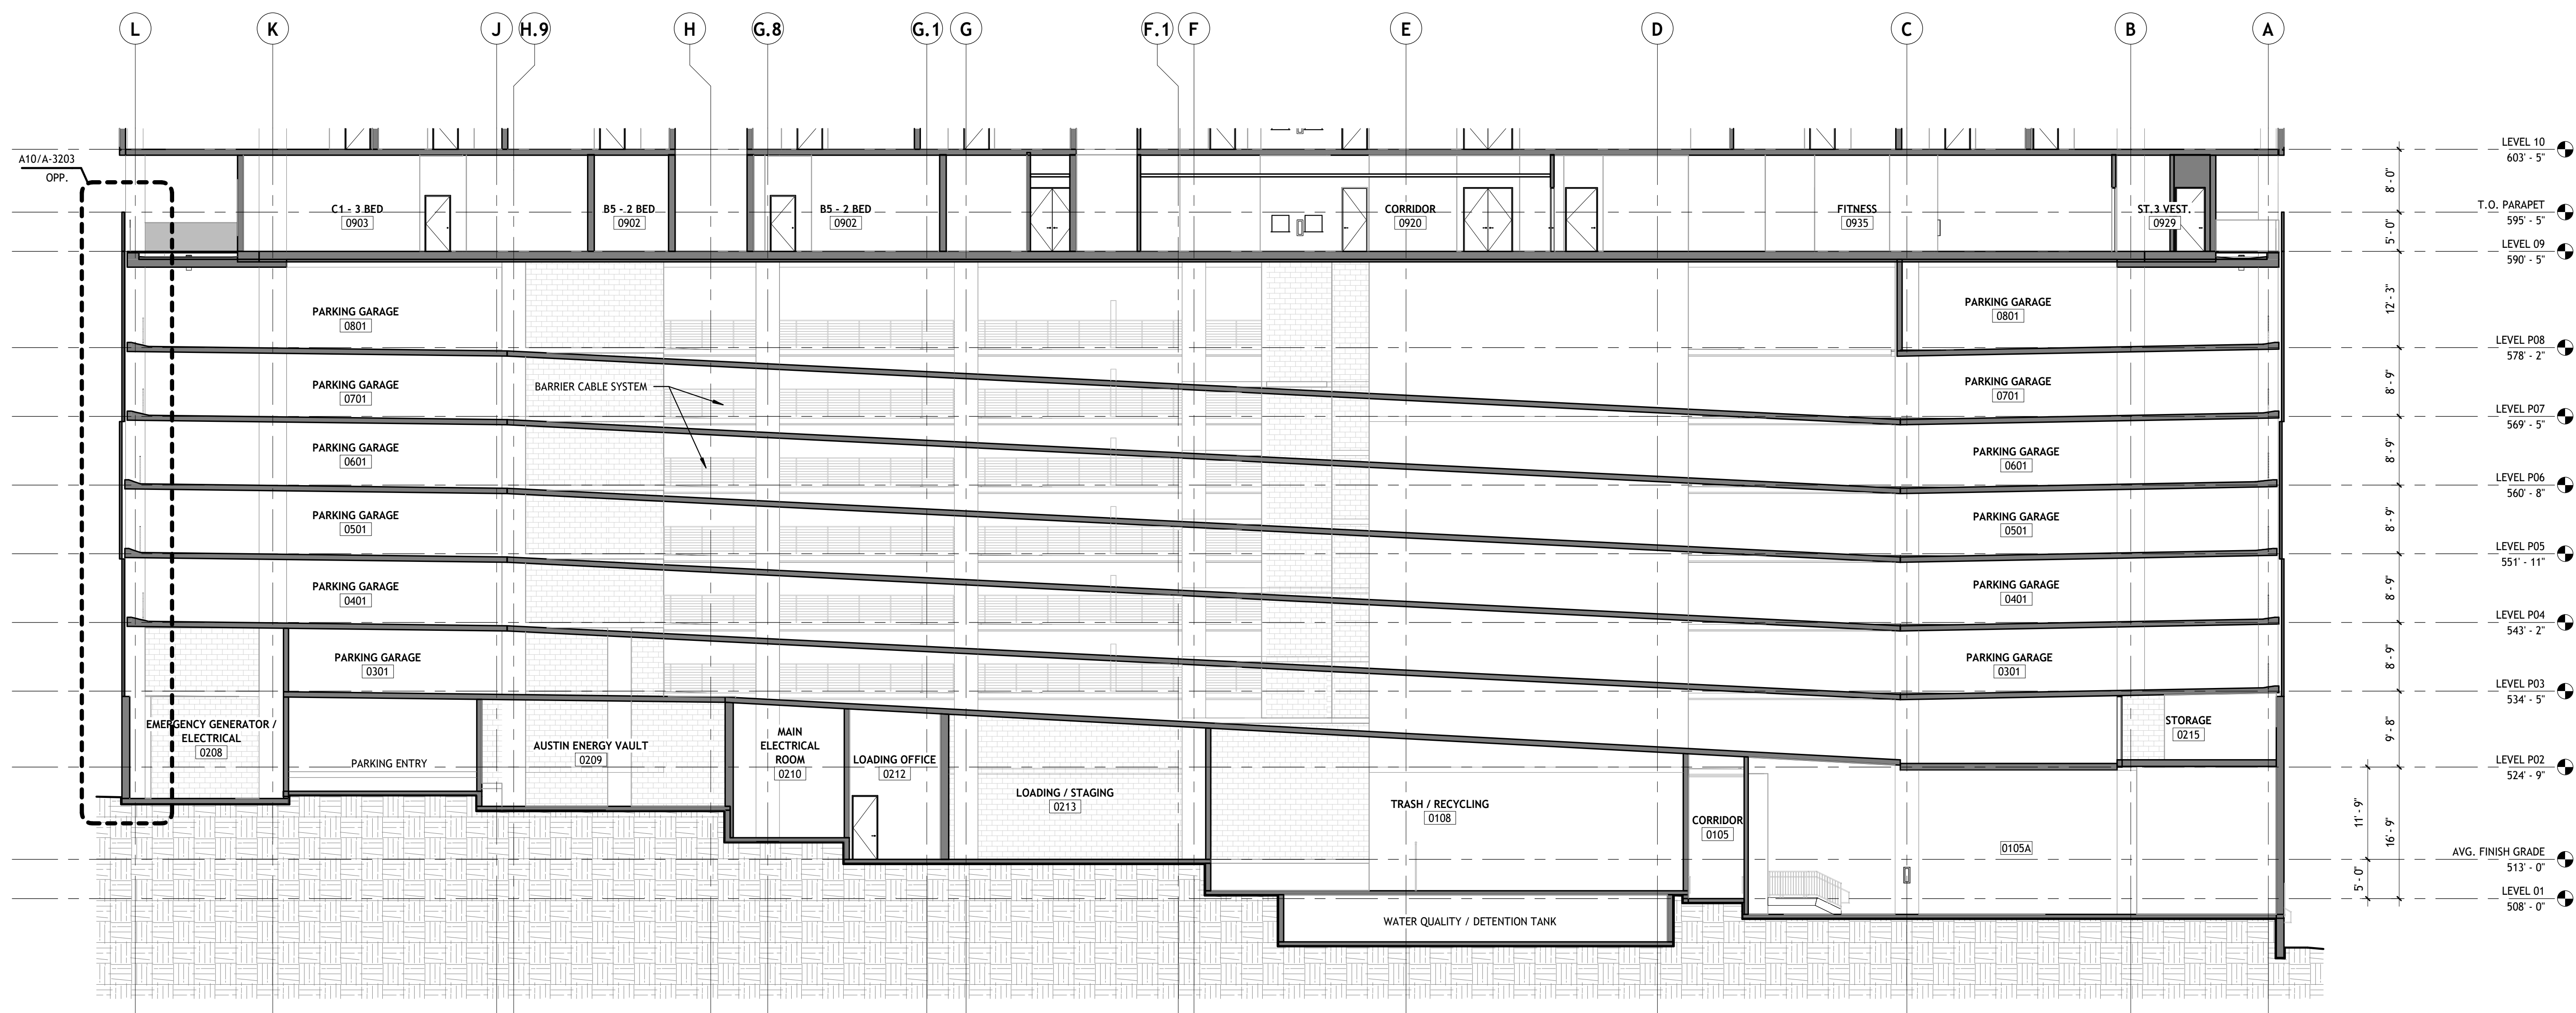 L K J H.9 H G.8 G.1 G F.1 F E D C B A
A10/A-3203
OPP.
LEVEL 10
603' - 5"
8' - 0"
C1 - 3 BED
0903
B5 - 2 BED
0902
B5 - 2 BED
0902
CORRIDOR
0920
FITNESS
0935
ST.3 VEST.
0929
T.O. PARAPET
595' - 5"
5' - 0"
LEVEL 09
590' - 5"
12' - 3"
PARKING GARAGE
0801
PARKING GARAGE
0801
LEVEL P08
578' - 2"
8' - 9"
PARKING GARAGE
0701
BARRIER CABLE SYSTEM
PARKING GARAGE
0701
LEVEL P07
569' - 5"
8' - 9"
PARKING GARAGE
0601
PARKING GARAGE
0601
LEVEL P06
560' - 8"
8' - 9"
PARKING GARAGE
0501
PARKING GARAGE
0501
LEVEL P05
551' - 11"
8' - 9"
PARKING GARAGE
0401
PARKING GARAGE
0401
LEVEL P04
543' - 2"
8' - 9"
PARKING GARAGE
0301
PARKING GARAGE
0301
LEVEL P03
534' - 5"
9' - 8"
EMERGENCY GENERATOR /
ELECTRICAL
0208
PARKING ENTRY
AUSTIN ENERGY VAULT
0209
MAIN
ELECTRICAL
ROOM
0210
LOADING OFFICE
0212
STORAGE
0215
LEVEL P02
524' - 9"
LOADING / STAGING
0213
TRASH / RECYCLING
0108
CORRIDOR
0105
0105A
11' - 9"
16' - 9"
AVG. FINISH GRADE
513' - 0"
5' - 0"
LEVEL 01
508' - 0"
WATER QUALITY / DETENTION TANK